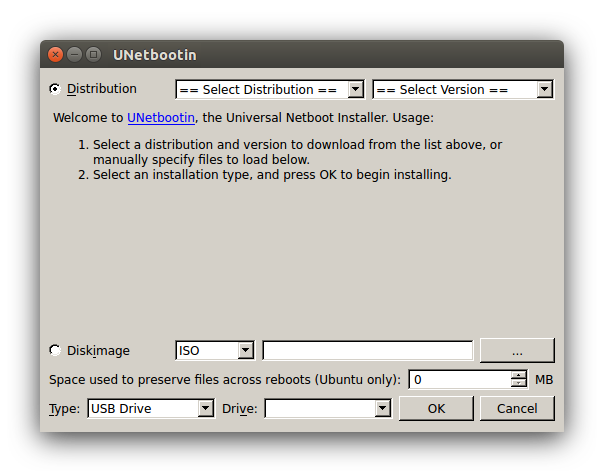 UNetbootin
Distribution == Select Distribution == == Select Version ==
Welcome to UNetbootin, the Universal Netboot Installer. Usage:
1. Select a distribution and version to download from the list above, or
manually specify files to load below.
2. Select an installation type, and press OK to begin installing.
Diskimage ISO ...
Space used to preserve files across reboots (Ubuntu only): 0 MB
Type: USB Drive Drive: OK Cancel